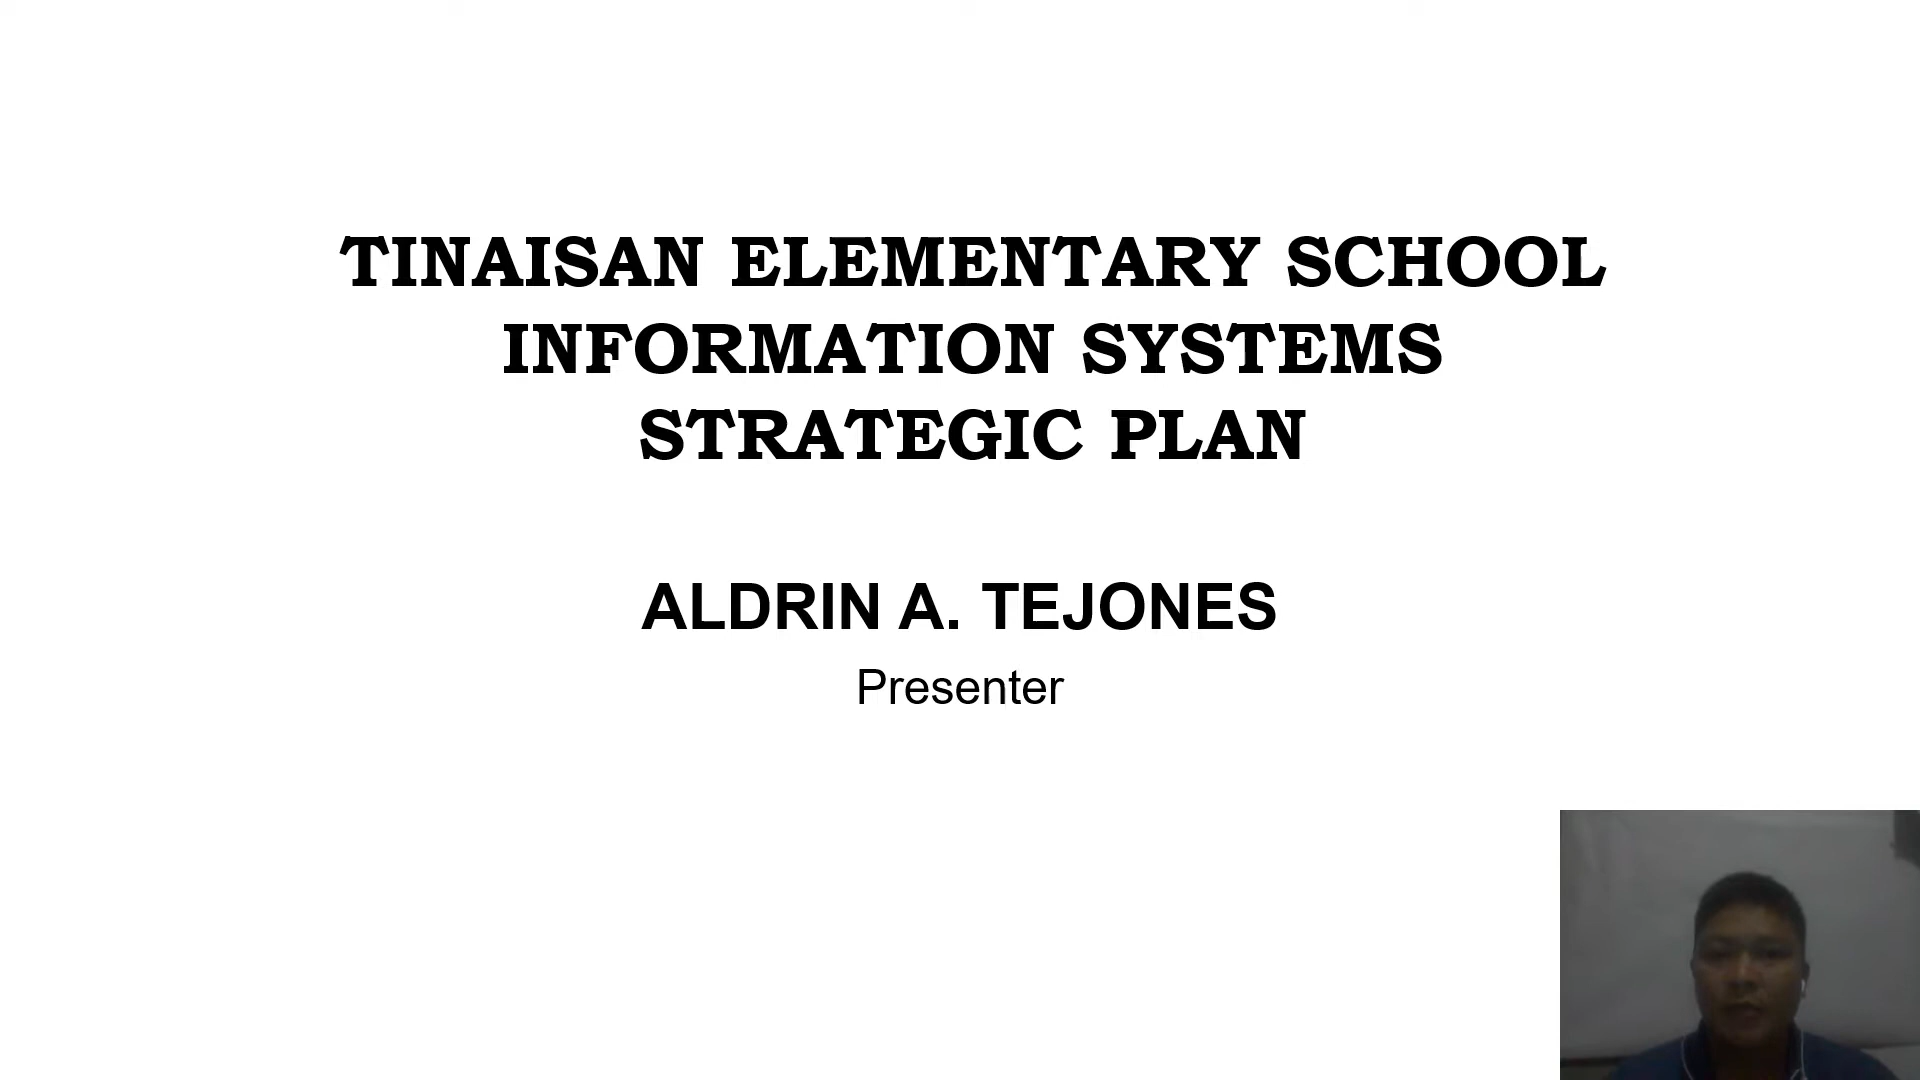 TINAISAN ELEMENTARY SCHOOL
INFORMATION SYSTEMS
STRATEGIC PLAN
ALDRIN A. TEJONES
Presenter